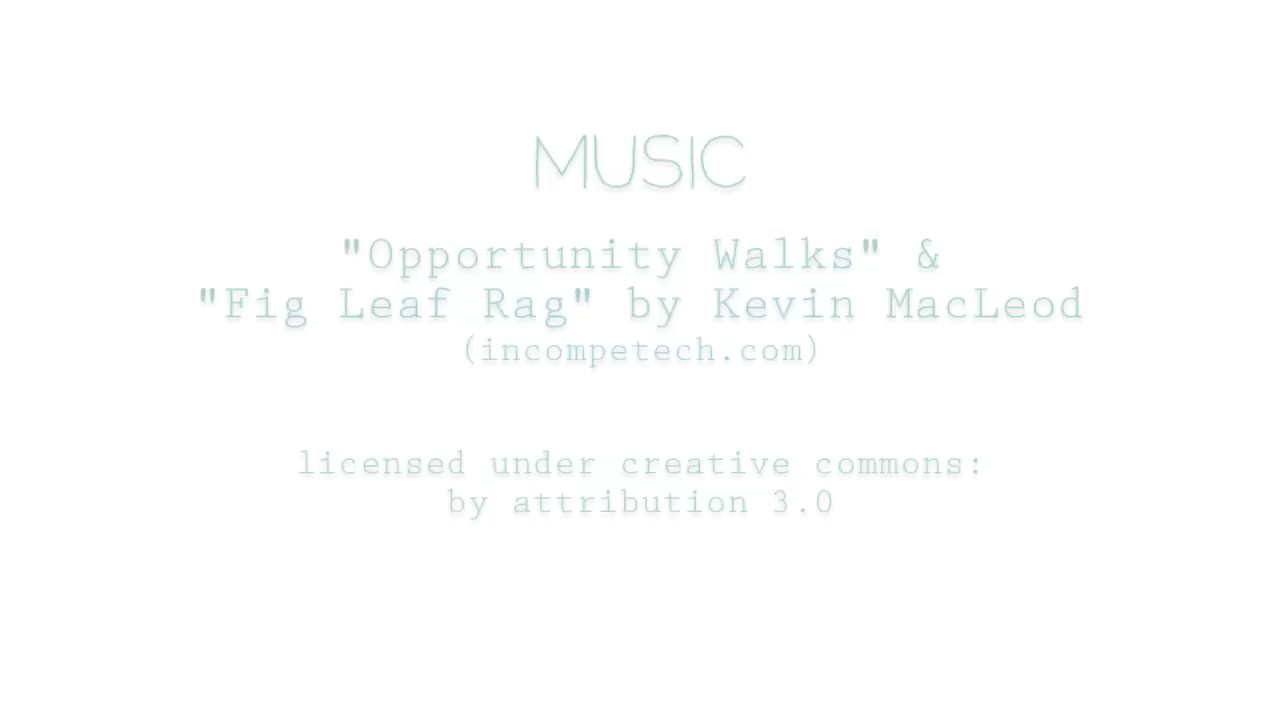 MUSIC
"Opportunity Walks" &
"Fig Leaf Rag" by Kevin MacLeod
(incompetech.com)
licensed under creative commons:
by attribution 3.0